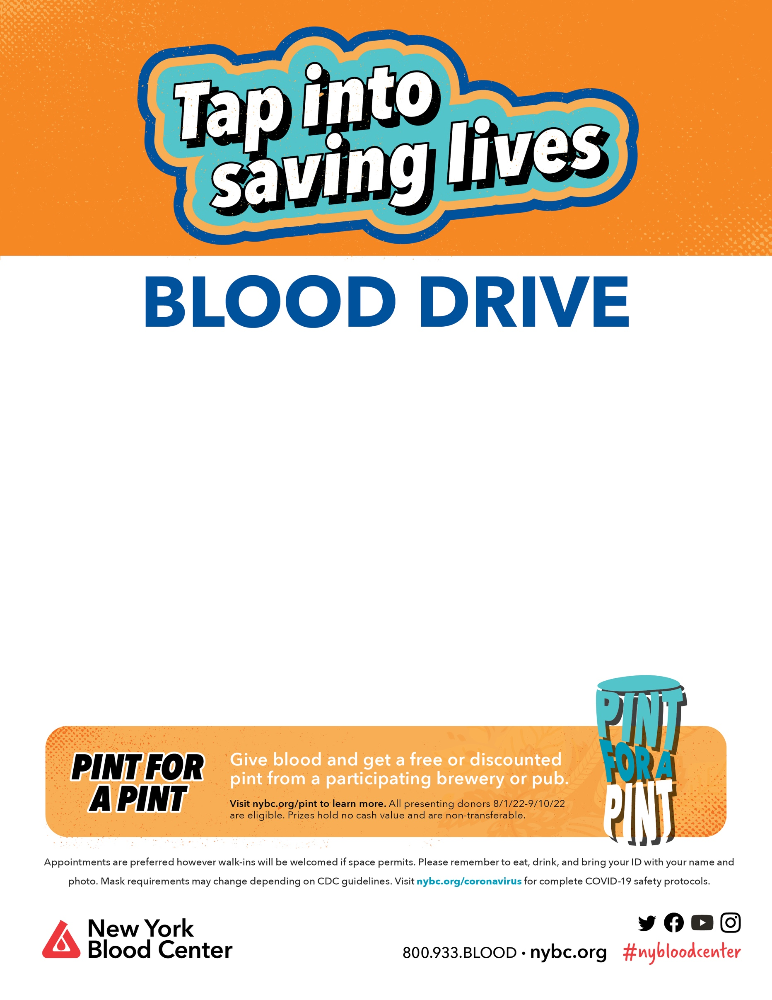 Tap into
saving lives
BLOOD DRIVE
PINT
FOR A
PINT
PINT FOR
A PINT
Give blood and get a free or discounted
pint from a participating brewery or pub.
Visit nybc.org/pint to learn more. All presenting donors 8/1/22-9/10/22
are eligible. Prizes hold no cash value and are non-transferable.
Appointments are preferred however walk-ins will be welcomed if space permits. Please remember to eat, drink, and bring your ID with your name and
photo. Mask requirements may change depending on CDC guidelines. Visit nybc.org/coronavirus for complete COVID-19 safety protocols.
New York
Blood Center
800.933.BLOOD • nybc.org
#nybloodcenter